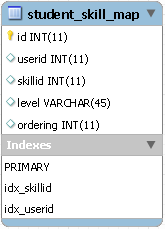 student_skill_map
id INT(11)
userid INT(11)
skillid INT(11)
level VARCHAR(45)
ordering INT(11)
Indexes
PRIMARY
idx_skillid
idx_userid